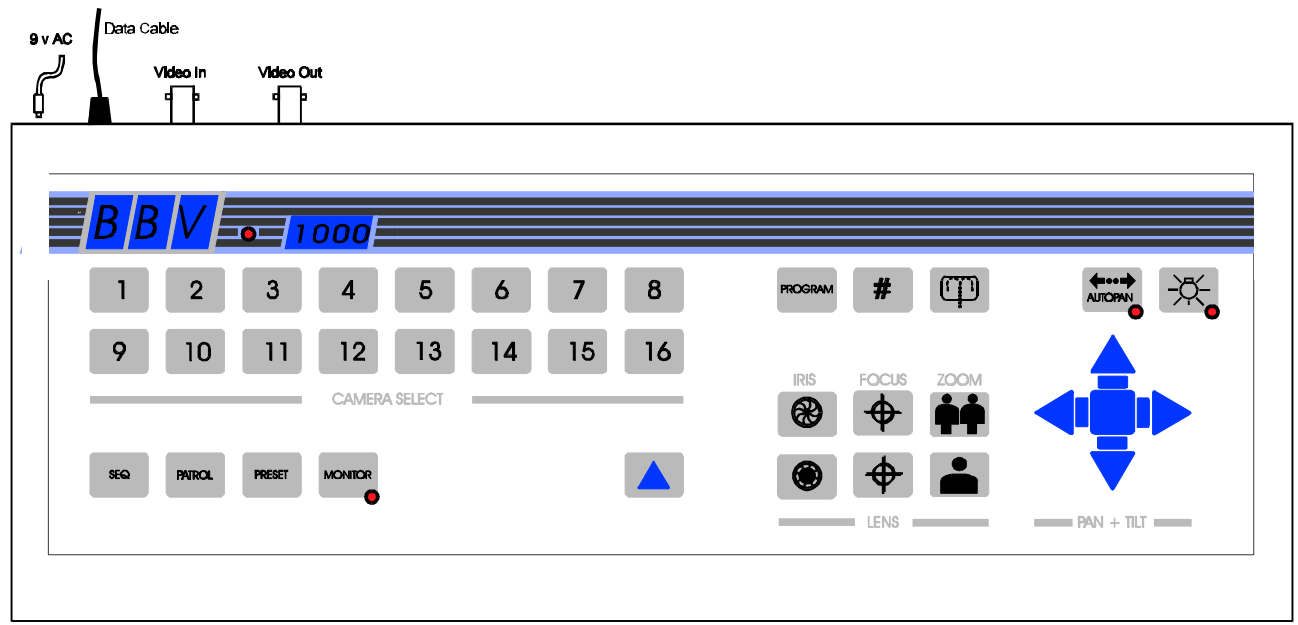 Data Cable
9 v AC
Video In Video Out
BBV 1000
1 2 3 4 5 6 7 8 PROGRAM # AUTOPAN
9 10 11 12 13 14 15 16
IRIS FOCUS ZOOM
CAMERA SELECT
SEQ PATROL PRESET MONITOR
LENS PAN + TILT